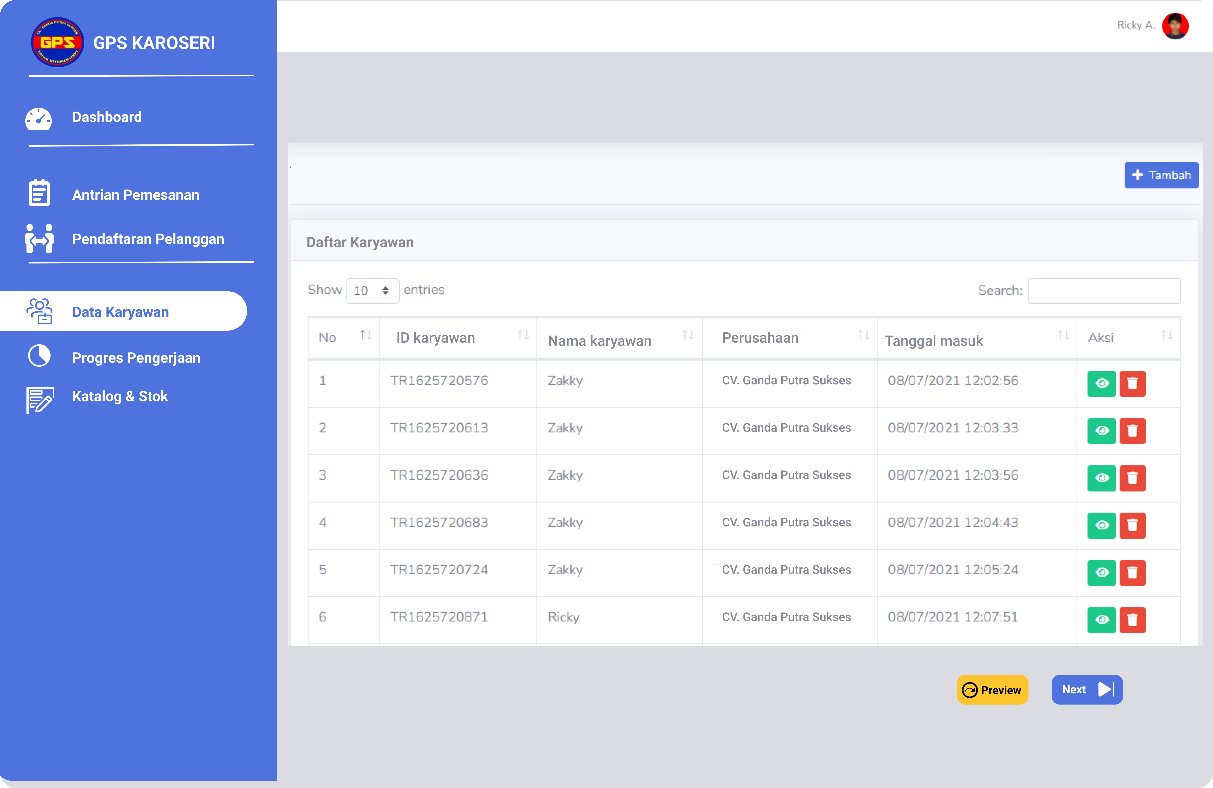 GPS
GPS KAROSERI
Ricky A.
Dashboard
Antrian Pemesanan
Pendaftaran Pelanggan
Data Karyawan
Progres Pengerjaan
Katalog & Stok
Tambah
Daftar Karyawan
Show 10 entries
Search:
No ID karyawan Nama karyawan Perusahaan Tanggal masuk Aksi
1 TR1625720576 Zakky CV. Ganda Putra Sukses 08/07/2021 12:02:56
2 TR1625720613 Zakky CV. Ganda Putra Sukses 08/07/2021 12:03:33
3 TR1625720636 Zakky CV. Ganda Putra Sukses 08/07/2021 12:03:56
4 TR1625720683 Zakky CV. Ganda Putra Sukses 08/07/2021 12:04:43
5 TR1625720724 Zakky CV. Ganda Putra Sukses 08/07/2021 12:05:24
6 TR1625720871 Ricky CV. Ganda Putra Sukses 08/07/2021 12:07:51
Preview
Next